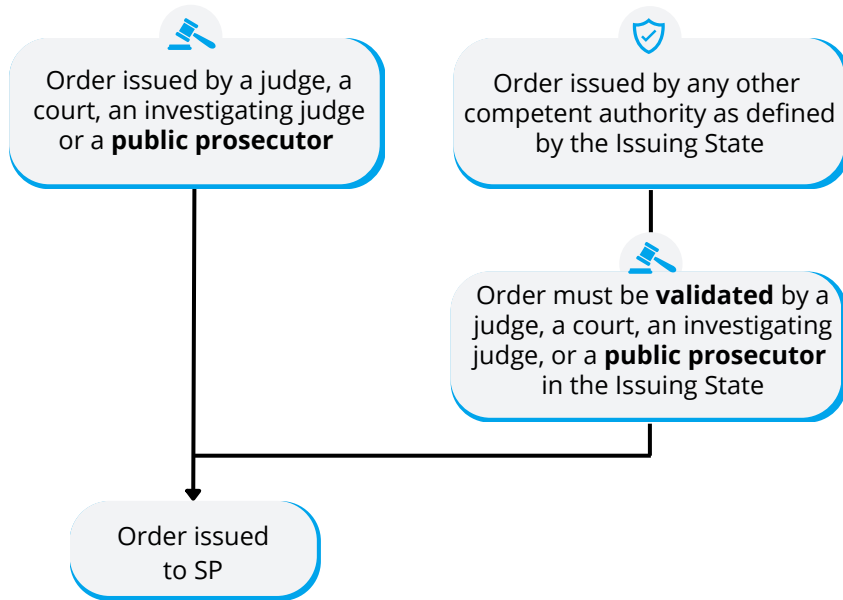 Order issued by a judge, a
court, an investigating judge
or a public prosecutor
Order issued by any other
competent authority as defined
by the Issuing State
Order must be validated by a
judge, a court, an investigating
judge, or a public prosecutor
in the Issuing State
Order issued
to SP